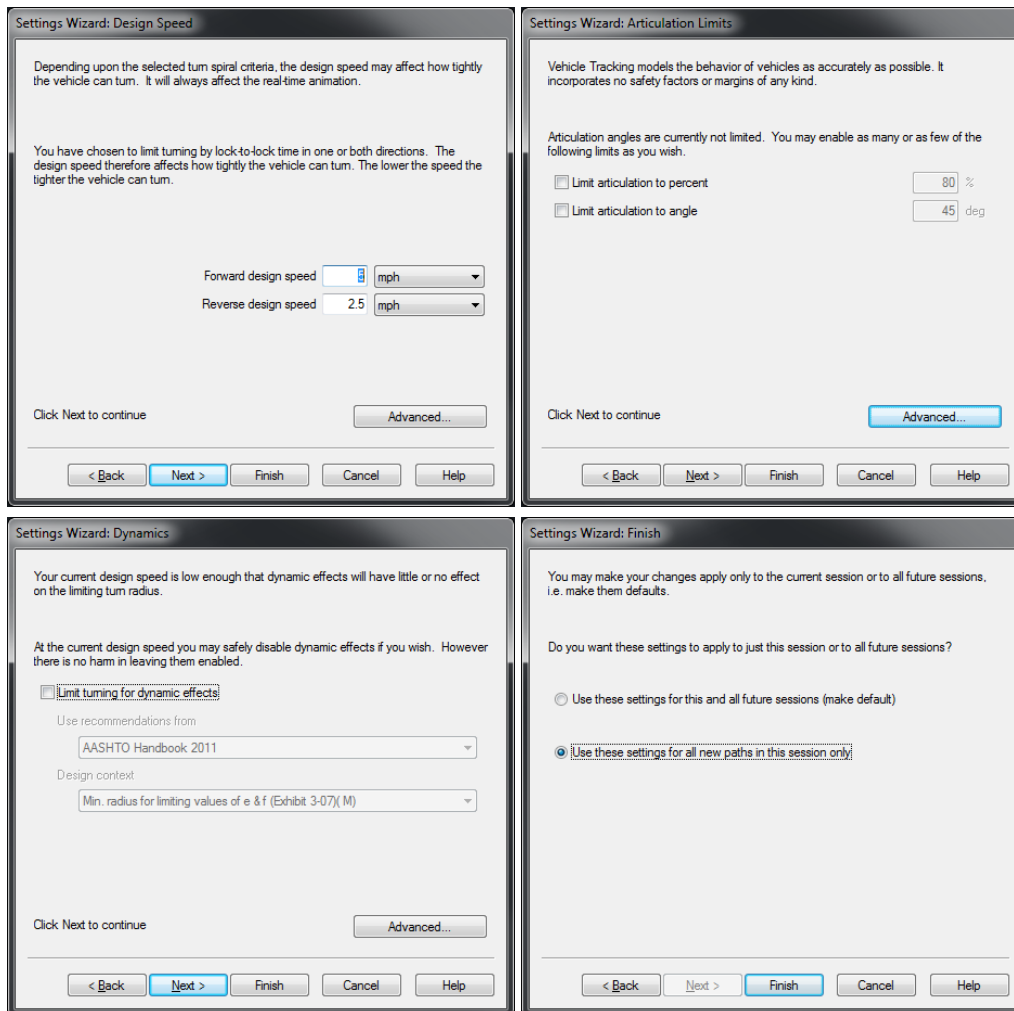 Settings Wizard: Design Speed
Depending upon the selected turn spiral criteria, the design speed may affect how tightly
the vehicle can turn.  It will always affect the real-time animation.
You have chosen to limit turning by lock-to-lock time in one or both directions.  The
design speed therefore affects how tightly the vehicle can turn. The lower the speed the
tighter the vehicle can turn.
Forward design speed 5 mph
Reverse design speed 2.5 mph
Click Next to continue Advanced...
< Back Next > Finish Cancel Help
Settings Wizard: Articulation Limits
Vehicle Tracking models the behavior of vehicles as accurately as possible. It
incorporates no safety factors or margins of any kind.
Articulation angles are currently not limited.  You may enable as many or as few of the
following limits as you wish.
Limit articulation to percent 80 %
Limit articulation to angle 45 deg
Click Next to continue Advanced...
< Back Next > Finish Cancel Help
Settings Wizard: Dynamics
Your current design speed is low enough that dynamic effects will have little or no effect
on the limiting turn radius.
At the current design speed you may safely disable dynamic effects if you wish.  However
there is no harm in leaving them enabled.
Limit turning for dynamic effects
Use recommendations from
AASHTO Handbook 2011
Design context
Min. radius for limiting values of e & f (Exhibit 3-07)( M)
Click Next to continue Advanced...
< Back Next > Finish Cancel Help
Settings Wizard: Finish
You may make your changes apply only to the current session or to all future sessions,
i.e. make them defaults.
Do you want these settings to apply to just this session or to all future sessions?
Use these settings for this and all future sessions (make default)
Use these settings for all new paths in this session only
< Back Next > Finish Cancel Help